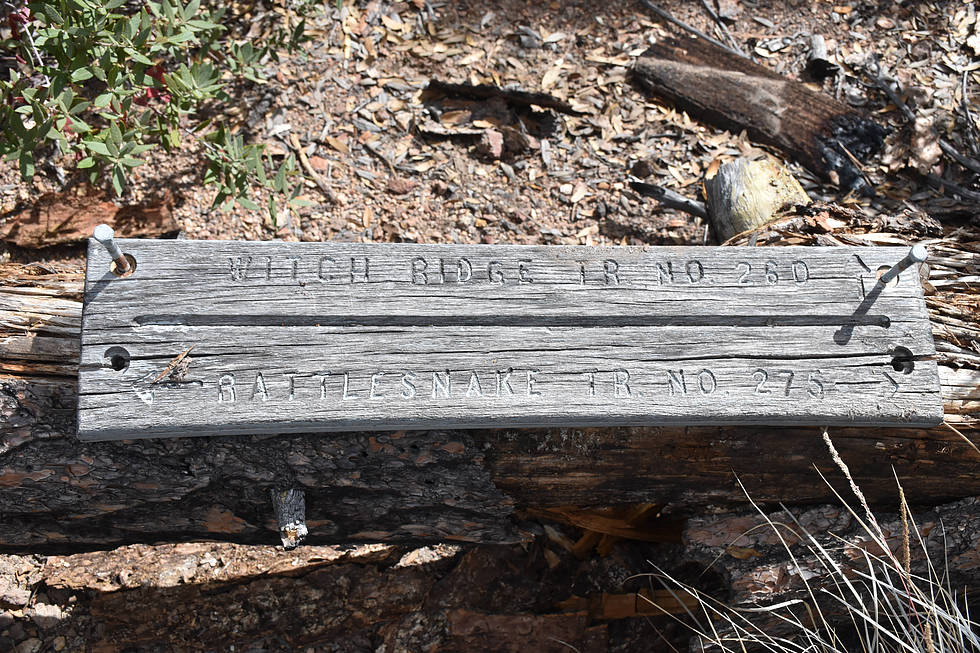 WITCH RIDGE TR. NO. 260
RATTLESNAKE TR. NO 275